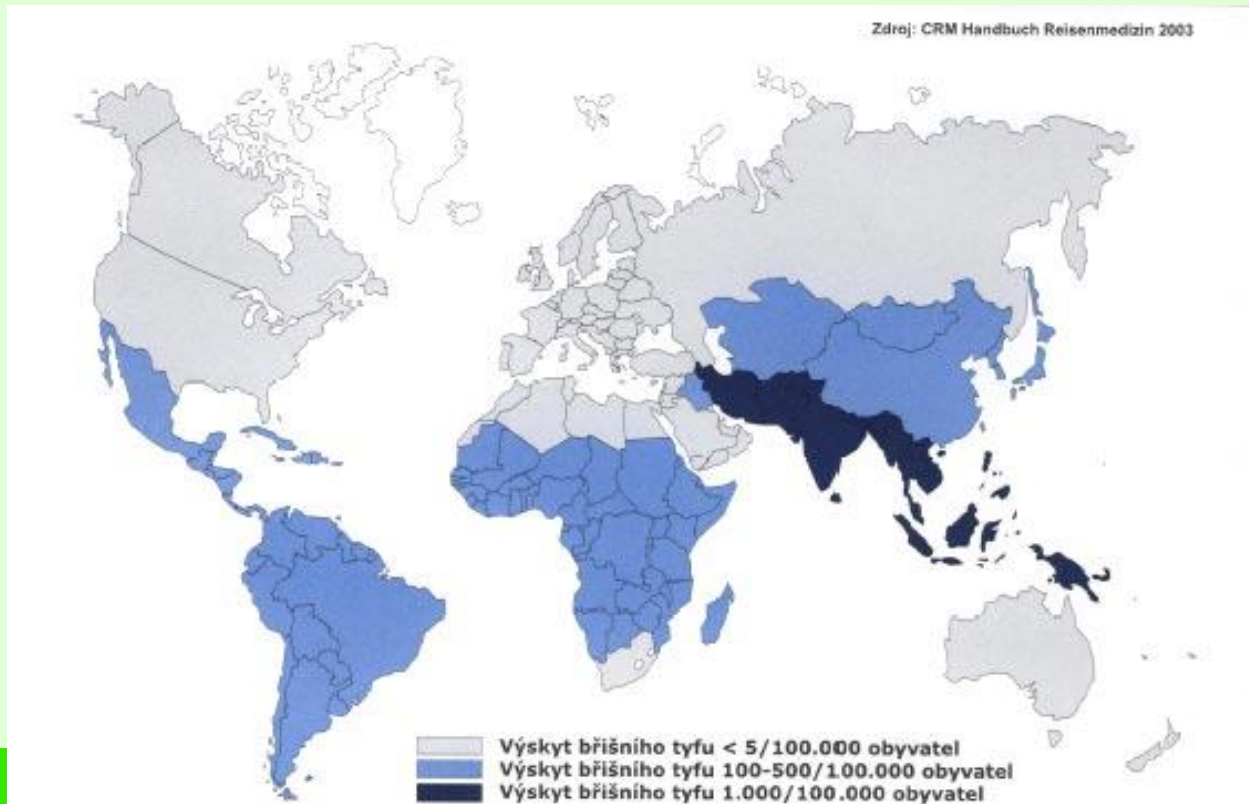 Zdroj: CRM Handbuch Reisenmedizin 2003
Výskyt břišního tyfu < 5/100.000 obyvatel
Výskyt břišního tyfu 100-500/100.000 obyvatel
Výskyt břišního tyfu 1.000/100.000 obyvatel